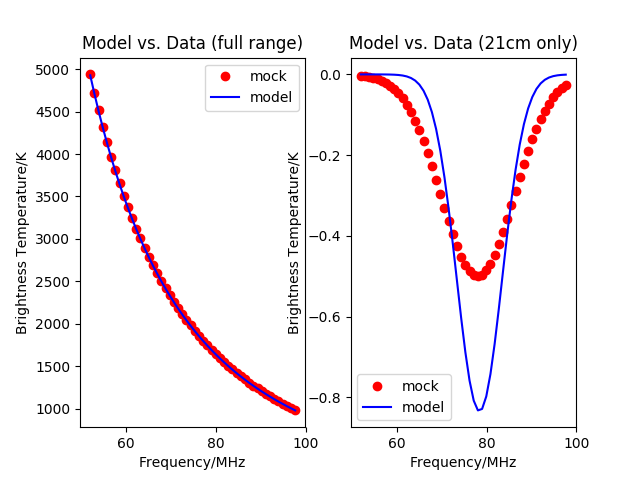 Model vs. Data (full range)
Brightness Temperature/K
5000
4500
4000
3500
3000
2500
2000
1500
1000
mock
model
60
80
100
Frequency/MHz
Model vs. Data (21cm only)
Brightness Temperature/K
0.0
−0.2
−0.4
−0.6
−0.8
mock
model
60
80
100
Frequency/MHz